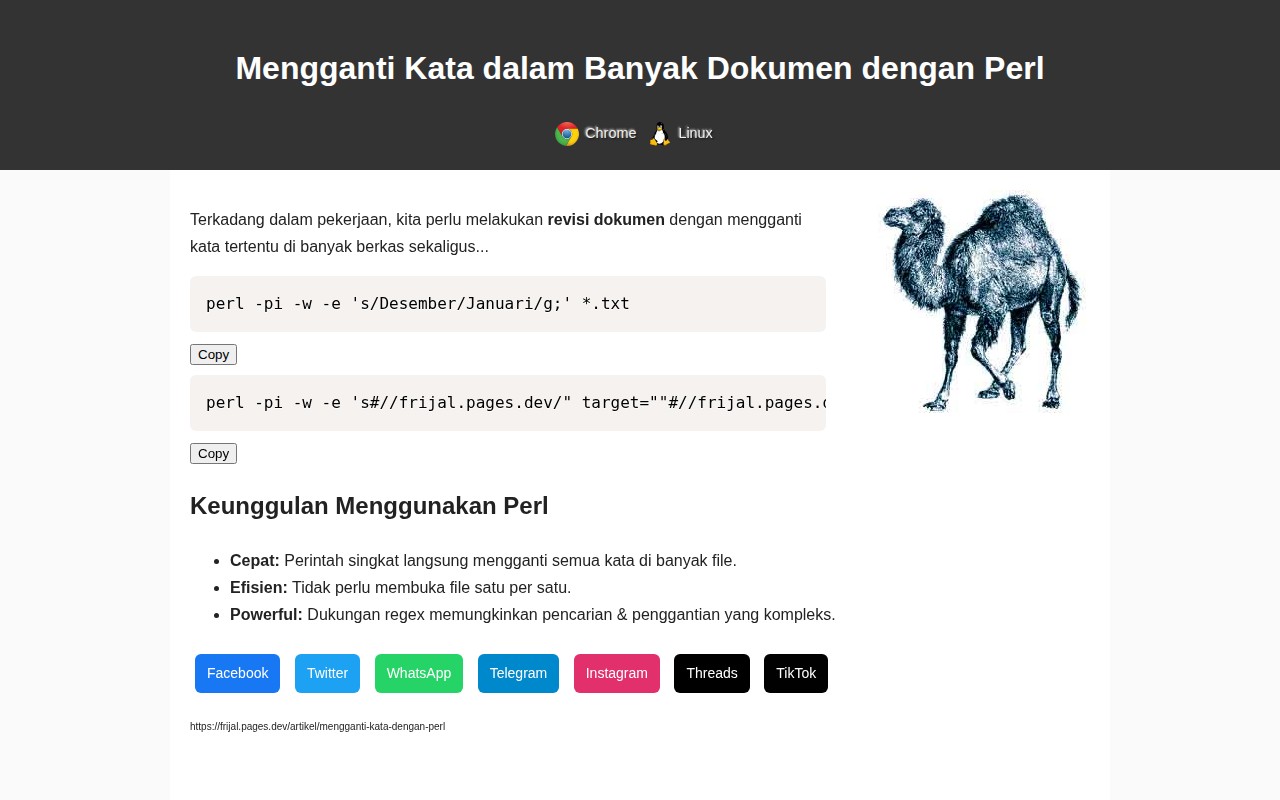 Mengganti Kata dalam Banyak Dokumen dengan Perl
Chrome Linux
Terkadang dalam pekerjaan, kita perlu melakukan revisi dokumen dengan mengganti
kata tertentu di banyak berkas sekaligus...
perl -pi -w -e 's/Desember/Januari/g;' *.txt
Copy
perl -pi -w -e 's#//frijal.pages.dev/" target=""#//frijal.pages.
Copy
Keunggulan Menggunakan Perl
Cepat: Perintah singkat langsung mengganti semua kata di banyak file.
Efisien: Tidak perlu membuka file satu per satu.
Powerful: Dukungan regex memungkinkan pencarian & penggantian yang kompleks.
Facebook Twitter WhatsApp Telegram Instagram Threads TikTok
https://frijal.pages.dev/artikel/mengganti-kata-dengan-perl